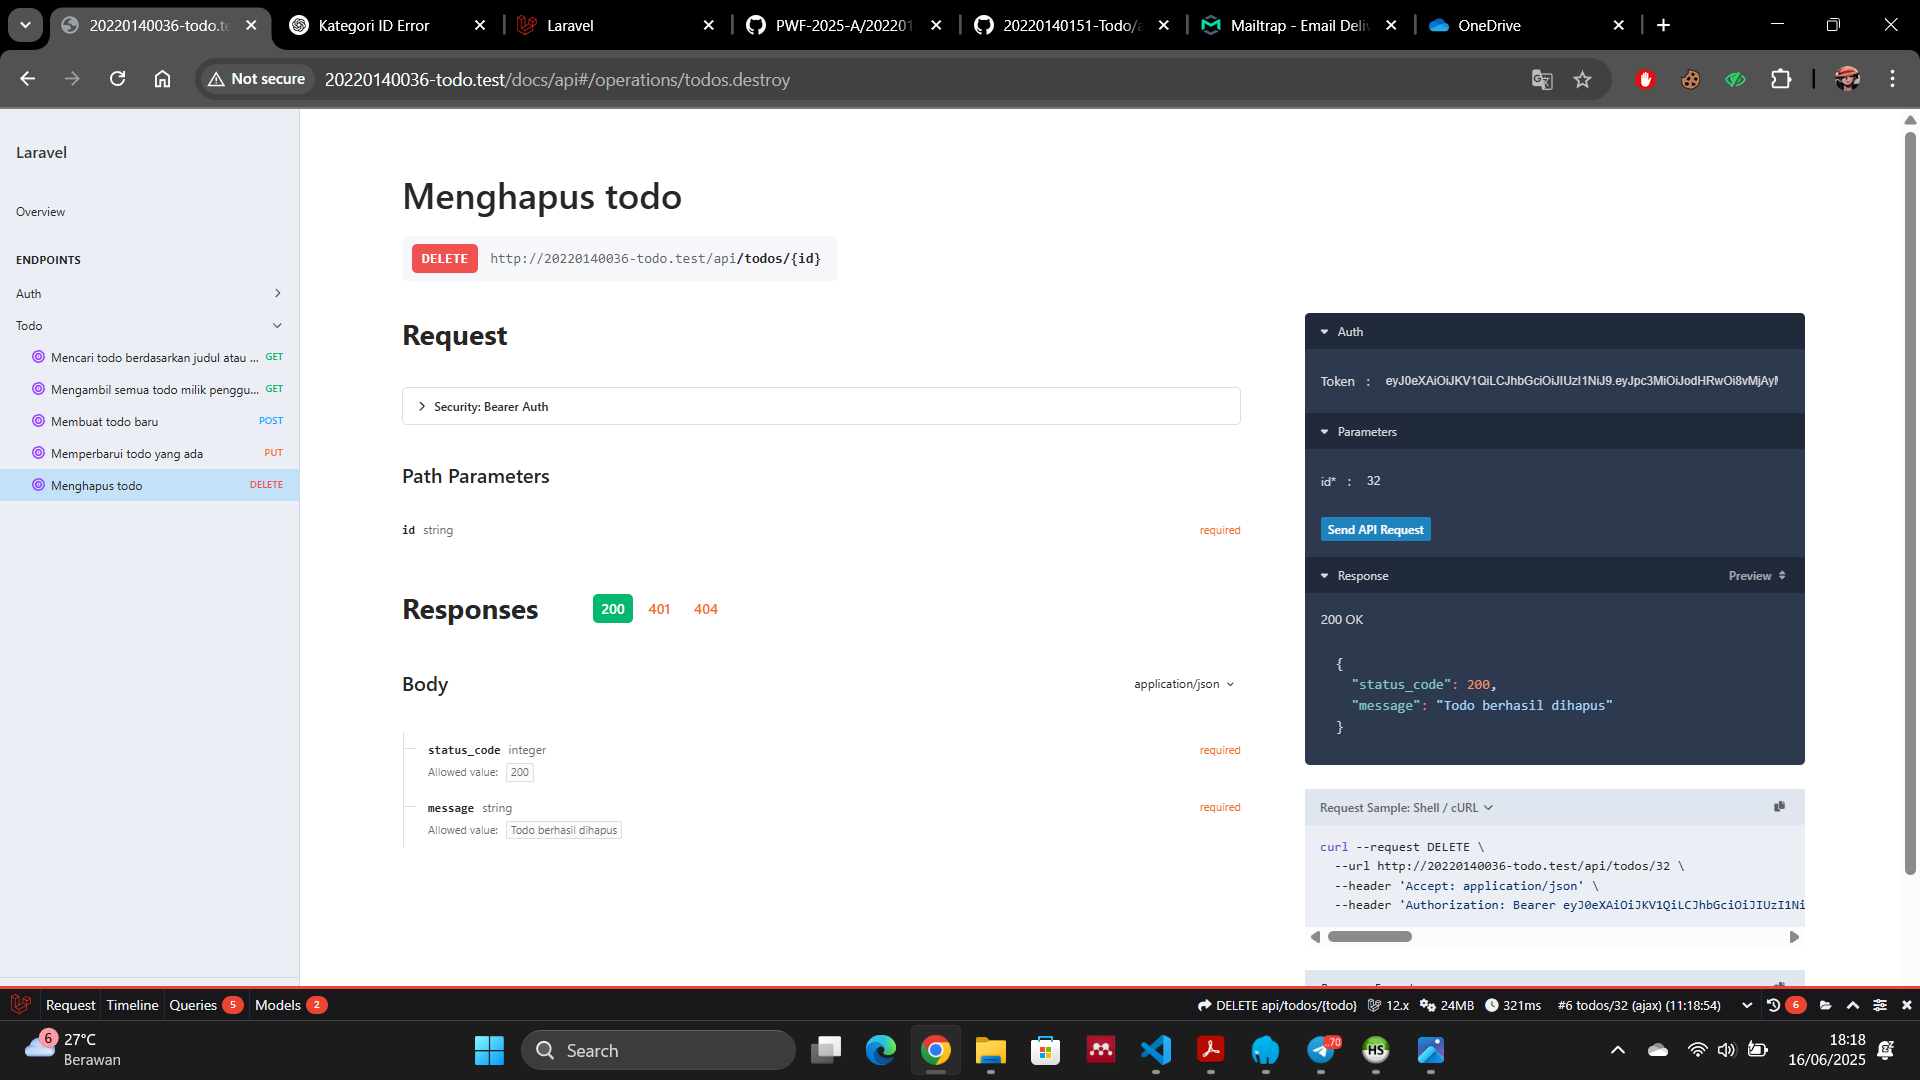 20220140036-todo.te
Kategori ID Error
Laravel
PWF-2025-A/20220
20220140151-Todo/a
Mailtrap - Email Deli
OneDrive
Not secure
20220140036-todo.test/docs/api#/operations/todos.destroy
Laravel
Overview
ENDPOINTS
Auth
Todo
Mencari todo berdasarkan judul atau ... GET
Mengambil semua todo milik penggu... GET
Membuat todo baru POST
Memperbarui todo yang ada PUT
Menghapus todo DELETE
Menghapus todo
DELETE http://20220140036-todo.test/api/todos/{id}
Request
Security: Bearer Auth
Path Parameters
id string required
Responses 200 401 404
Body application/json
status_code integer required
Allowed value: 200
message string required
Allowed value: Todo berhasil dihapus
Auth
Token : eyJ0eXAiOiJKV1QiLCJhbGciOiJIUzI1NiJ9.eyJpc3MiOiJodHRwOi8vMjAyM
Parameters
id* : 32
Send API Request
Response Preview
200 OK
{
"status_code": 200,
"message": "Todo berhasil dihapus"
}
Request Sample: Shell / cURL
curl --request DELETE \
--url http://20220140036-todo.test/api/todos/32 \
--header 'Accept: application/json' \
--header 'Authorization: Bearer eyJ0eXAiOiJKV1QiLCJhbGciOiJIUzI1Ni
Request Timeline Queries 5 Models 2
DELETE api/todos/{todo} 12.x 24MB 321ms #6 todos/32 (ajax) (11:18:54) 6
6
27°C
Berawan
Search
..70
HS
18:18
16/06/2025